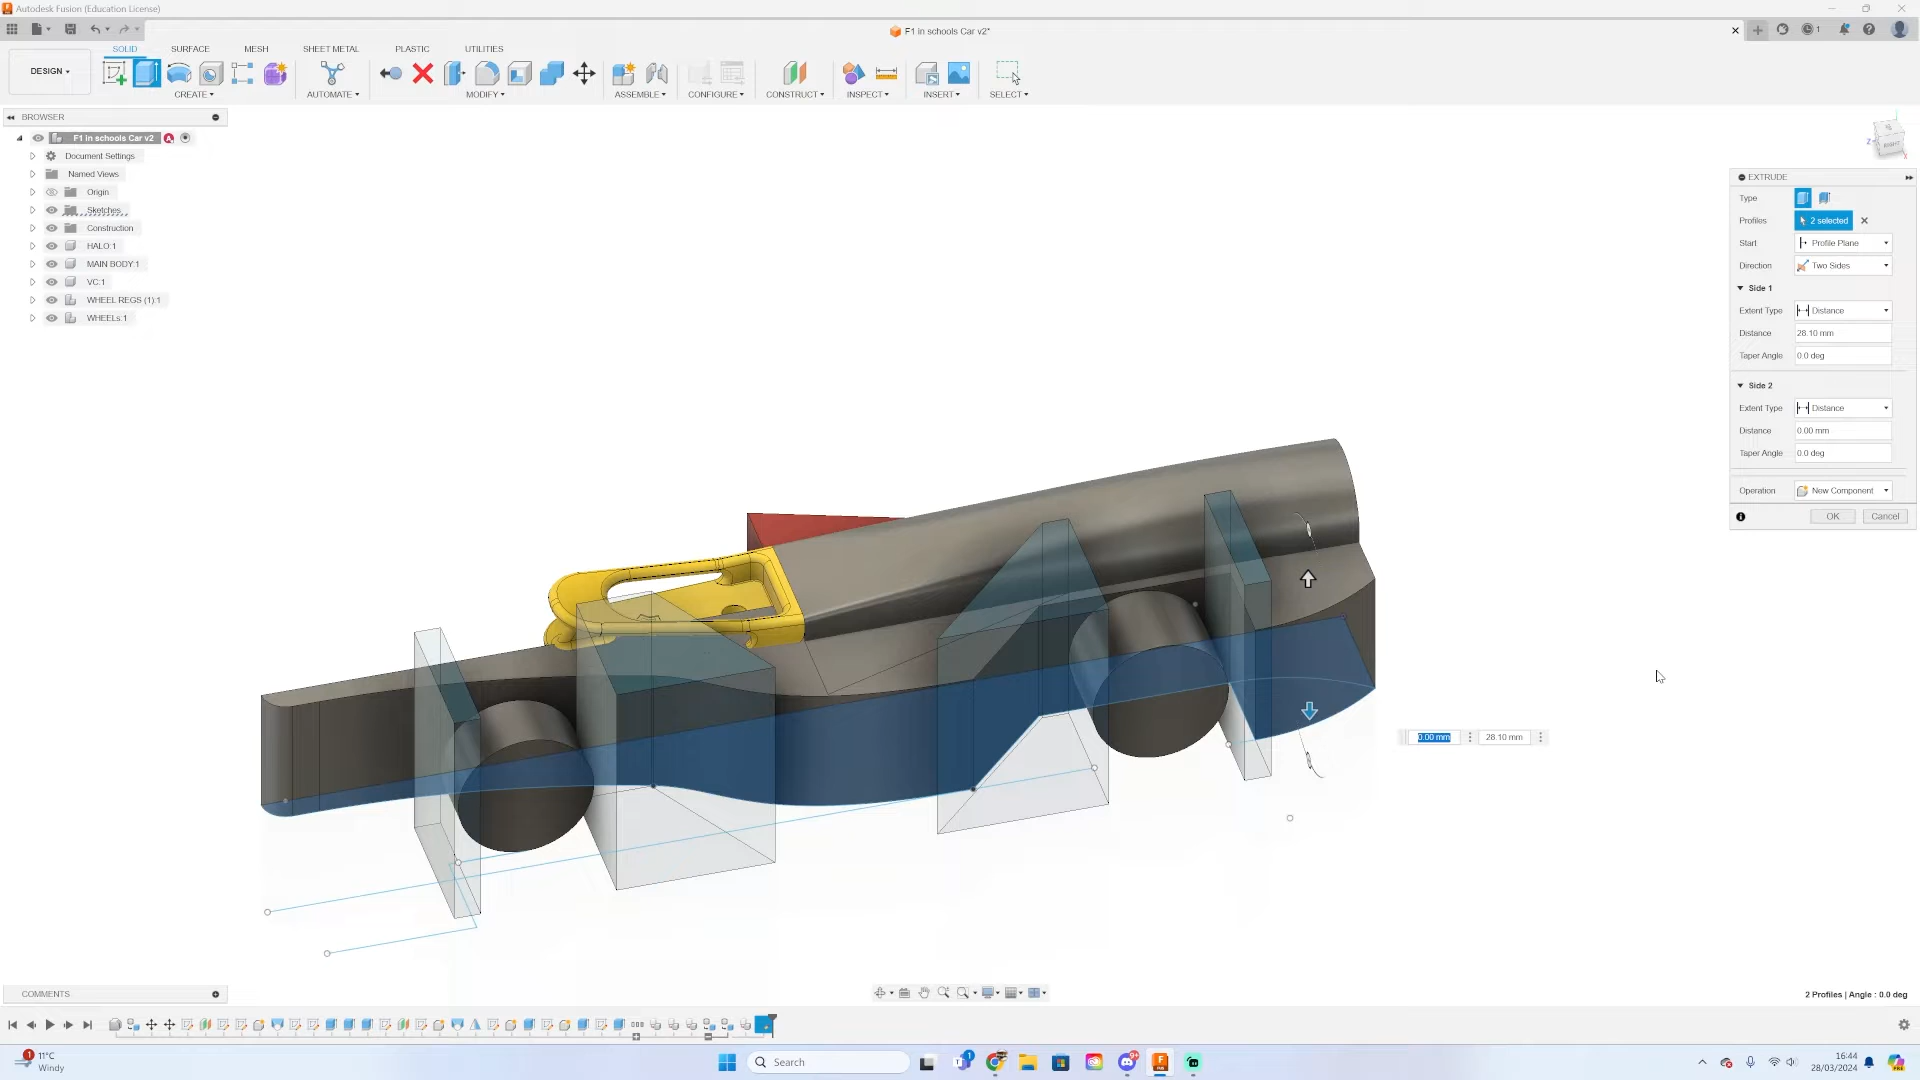 Autodesk Fusion (Education License)
F1 in schools Car v2*
1
SOLID SURFACE MESH SHEET METAL PLASTIC UTILITIES
DESIGN
CREATE AUTOMATE MODIFY ASSEMBLE CONFIGURE CONSTRUCT INSPECT INSERT SELECT
BROWSER
F1 in schools Car v2
A
Document Settings
Named Views
Origin
Sketches
Construction
HALO:1
MAIN BODY:1
VC:1
WHEEL REGS (1):1
WHEELs:1
Z
RIGHT
X
EXTRUDE
Type
Profiles 2 selected
Start Profile Plane
Direction Two Sides
Side 1
Extent Type Distance
Distance 28.10 mm
Taper Angle 0.0 deg
Side 2
Extent Type Distance
Distance 0.00 mm
Taper Angle 0.0 deg
Operation New Component
OK Cancel
0.00 mm 28.10 mm
COMMENTS
2 Profiles | Angle : 0.0 deg
1
11°C
Windy
Search
1
9+
16:44
28/03/2024
PRE